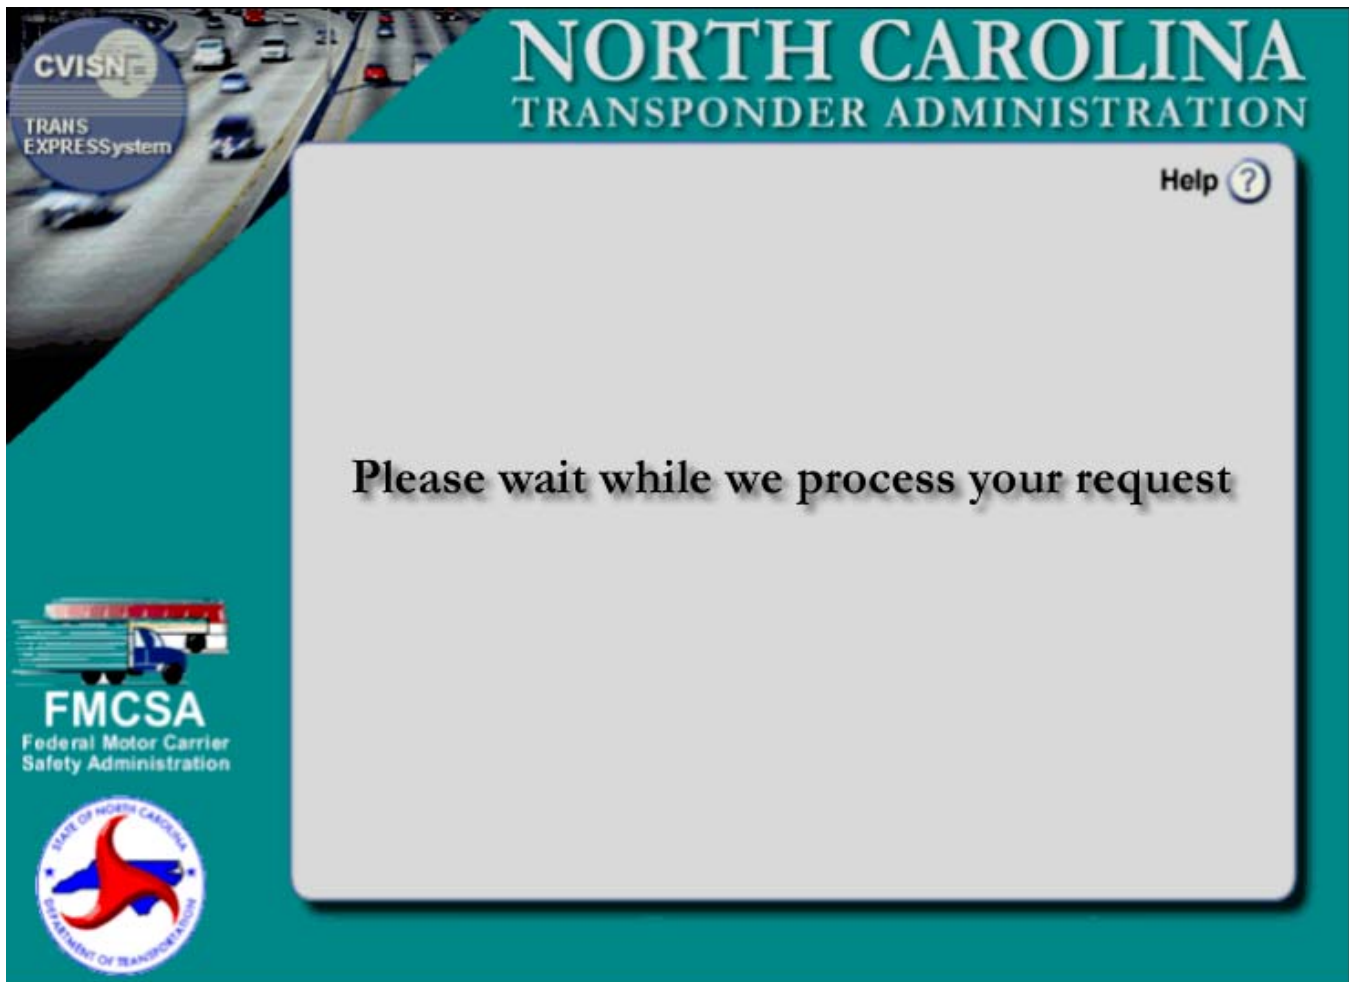 CVISN
TRANS
EXPRESSystem
NORTH CAROLINA
TRANSPONDER ADMINISTRATION
Help ?
Please wait while we process your request
FMCSA
Federal Motor Carrier
Safety Administration
STATE OF NORTH CAROLINA
DEPARTMENT OF TRANSPORTATION